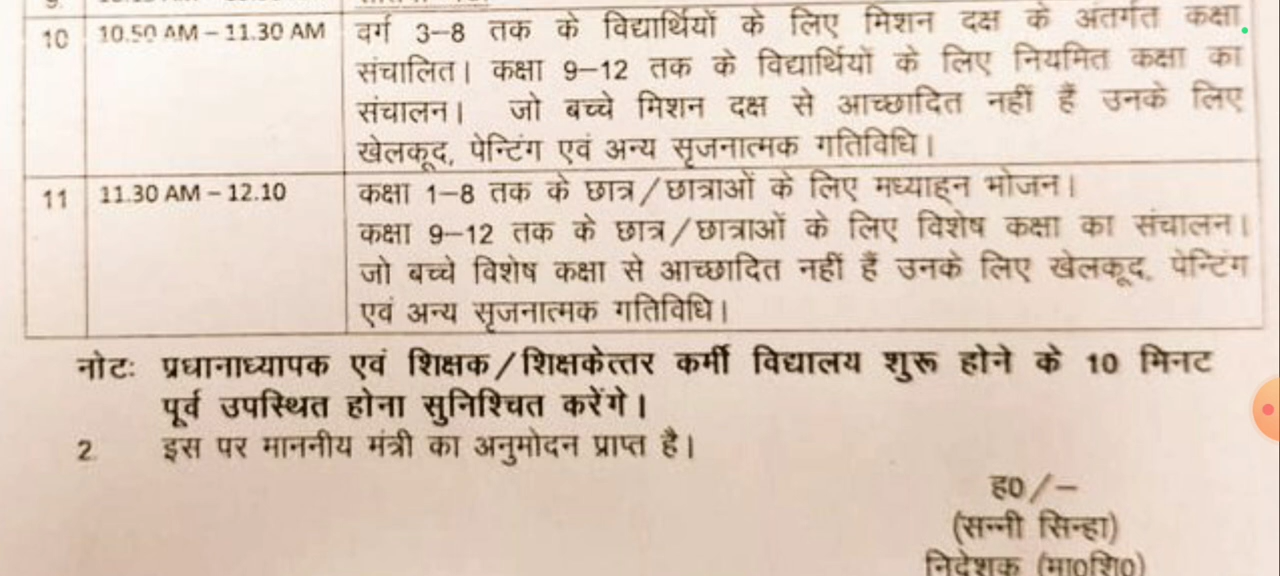 10 10.50 AM – 11.30 AM वर्ग 3–8 तक के विद्यार्थियों के लिए मिशन दक्ष के अंतर्गत कक्षा
संचालित। कक्षा 9–12 तक के विद्यार्थियों के लिए नियमित कक्षा का
संचालन। जो बच्चे मिशन दक्ष से आच्छादित नहीं हैं उनके लिए
खेलकूद, पेन्टिंग एवं अन्य सृजनात्मक गतिविधि।
11 11.30 AM – 12.10 कक्षा 1–8 तक के छात्र/छात्राओं के लिए मध्याह्न भोजन।
कक्षा 9–12 तक के छात्र/छात्राओं के लिए विशेष कक्षा का संचालन।
जो बच्चे विशेष कक्षा से आच्छादित नहीं हैं उनके लिए खेलकूद, पेन्टिंग
एवं अन्य सृजनात्मक गतिविधि।
नोटः प्रधानाध्यापक एवं शिक्षक/शिक्षकेत्तर कर्मी विद्यालय शुरू होने के 10 मिनट
पूर्व उपस्थित होना सुनिश्चित करेंगे।
2 इस पर माननीय मंत्री का अनुमोदन प्राप्त है।
ह0/–
(सन्नी सिन्हा)
निदेशक (मा0शि0)